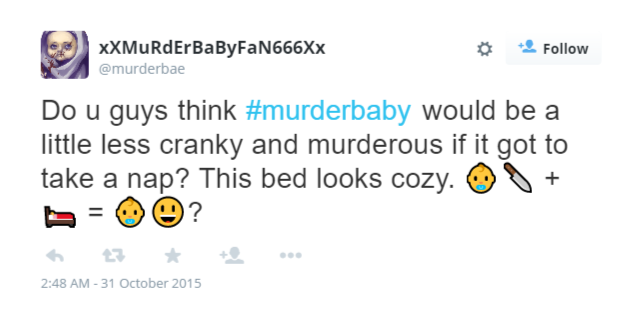 xXMuRdErBaByFaN666Xx
Follow
@murderbae
Do u guys think #murderbaby would be a
little less cranky and murderous if it got to
take a nap? This bed looks cozy. 👶🔪 +
🛏 = 👶😃?
2:48 AM - 31 October 2015